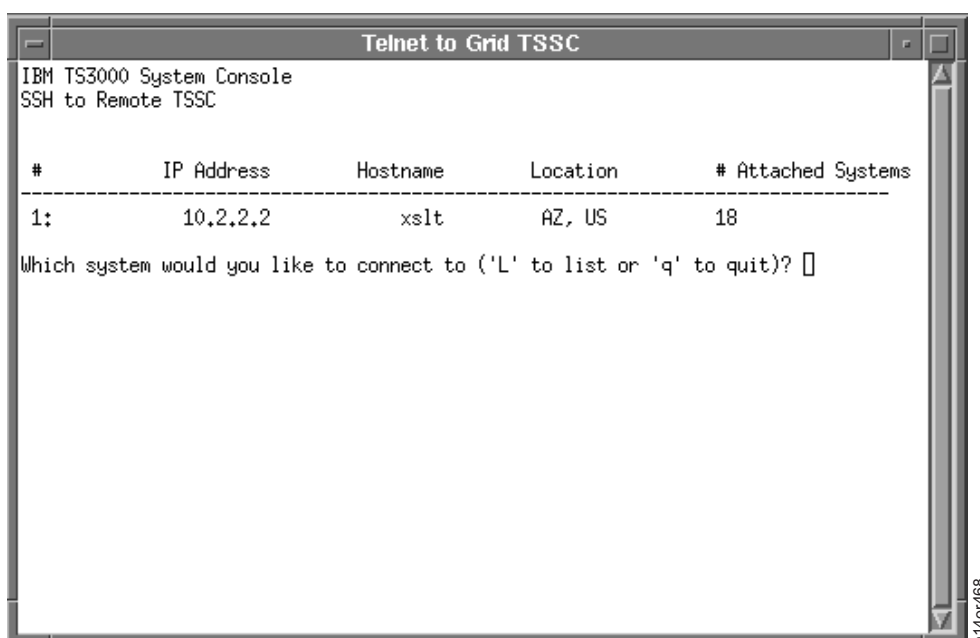 Telnet to Grid TSSC
IBM TS3000 System Console
SSH to Remote TSSC
# IP Address Hostname Location # Attached Systems
--------------------------------------------------------------------------------
1: 10.2.2.2 xslt AZ, US 18
Which system would you like to connect to ('L' to list or 'q' to quit)?